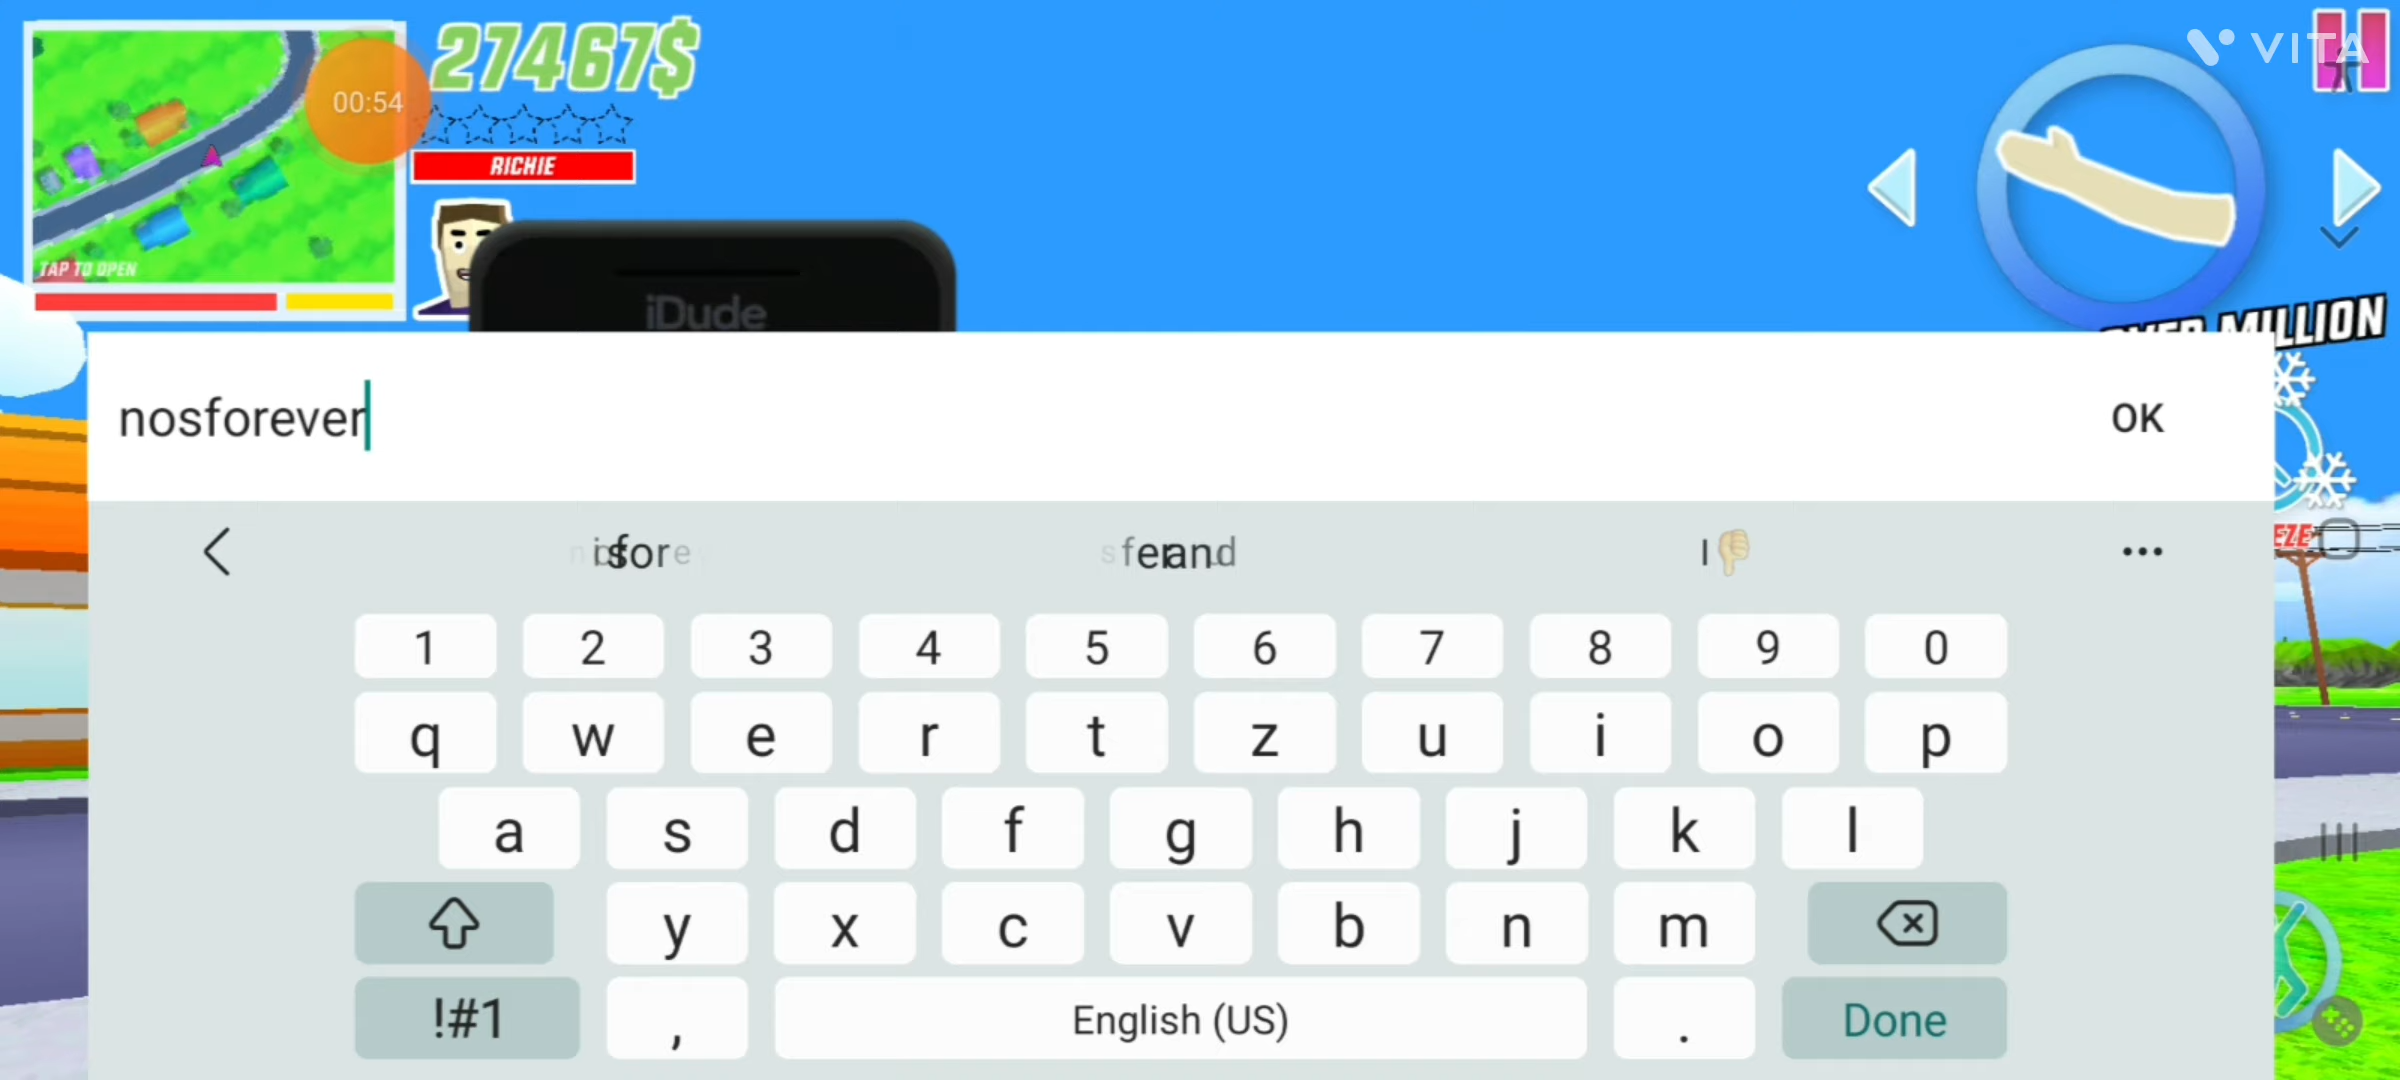 27467$
VITA
00:54
RICHIE
TAP TO OPEN
iDude
MILLION
nosforever
OK
1 2 3 4 5 6 7 8 9 0
q w e r t z u i o p
a s d f g h j k l
y x c v b n m
!#1 , English (US) . Done